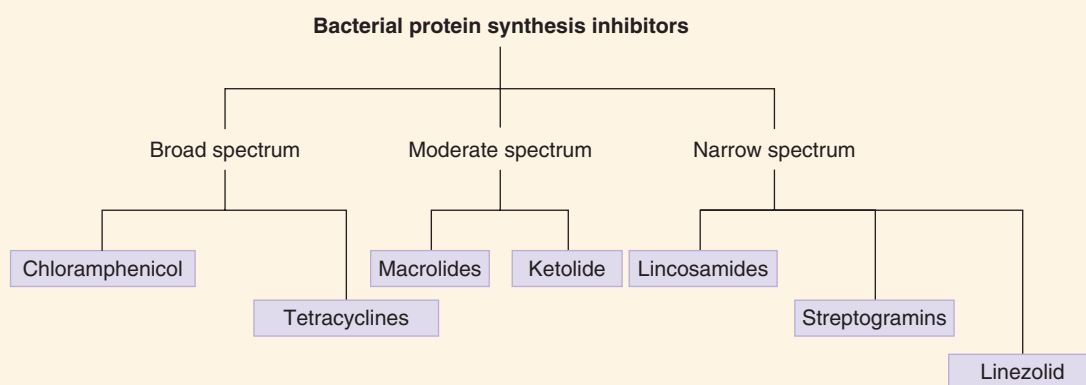 Bacterial protein synthesis inhibitors
Broad spectrum
Moderate spectrum
Narrow spectrum
Chloramphenicol
Macrolides
Ketolide
Lincosamides
Tetracyclines
Streptogramins
Linezolid